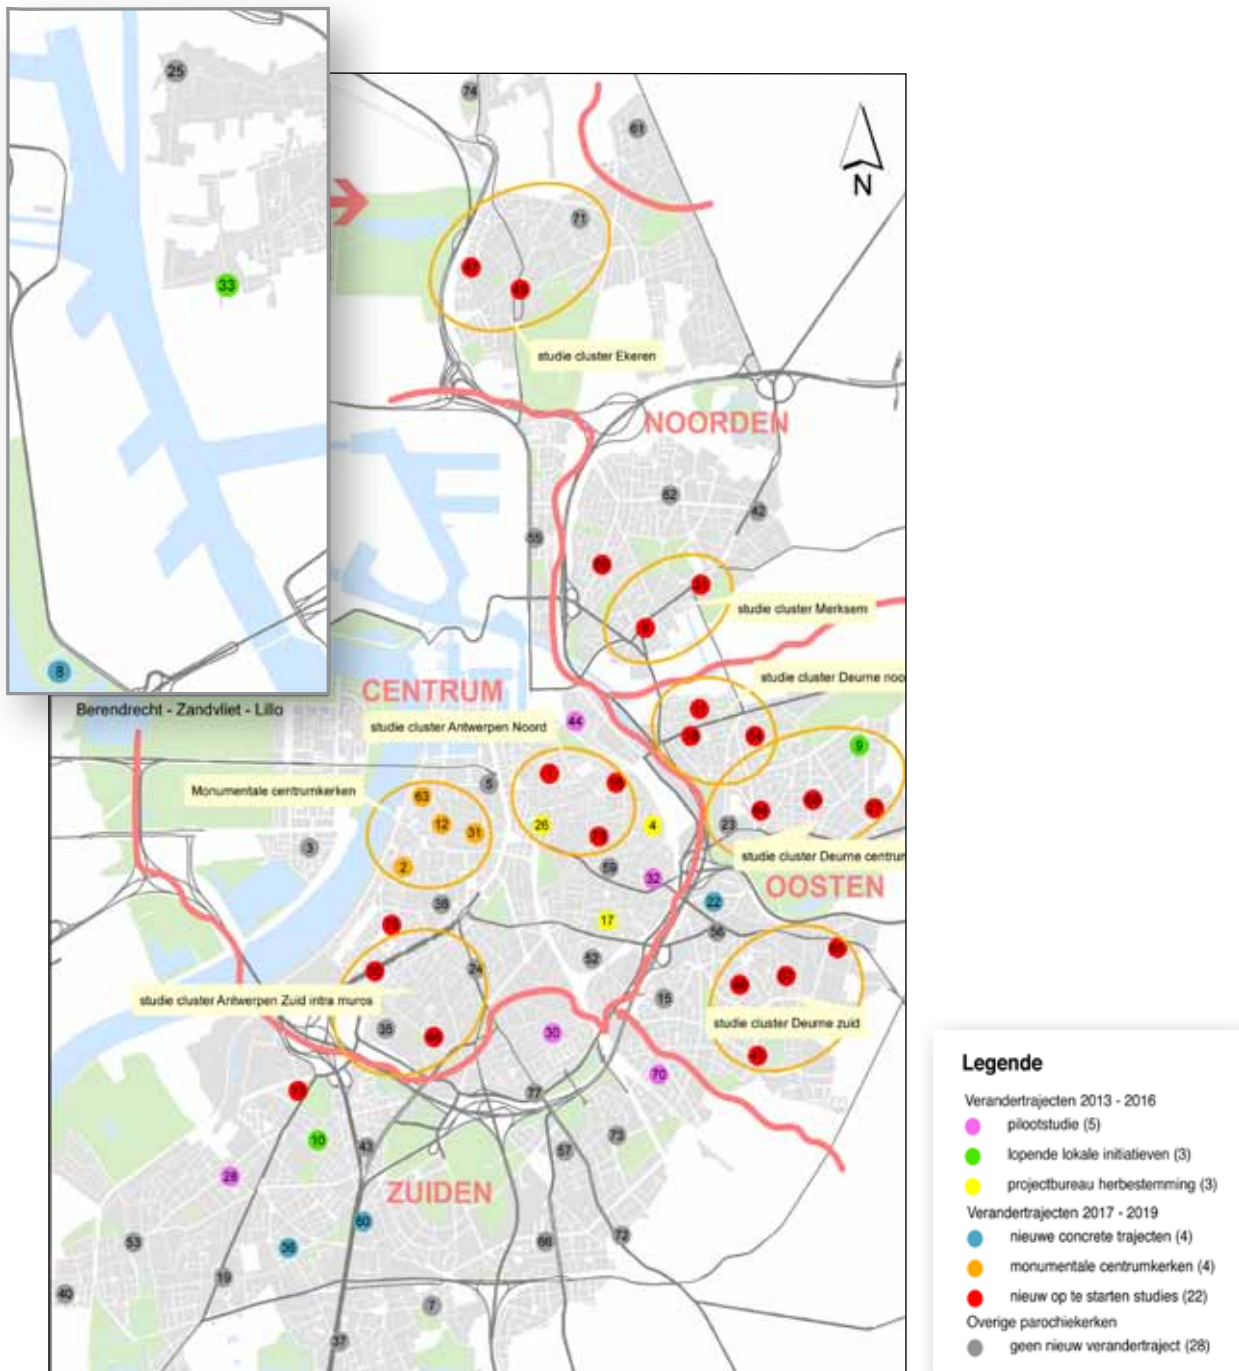 25
33
8
Berendrecht - Zandvliet - Lillo
74
61
N
71
studie cluster Ekeren
NOORDEN
62
42
55
studie cluster Merksem
studie cluster Deurne noo
CENTRUM
44
studie cluster Antwerpen Noord
9
Monumentale centrumkerken
5
63
12
31
26
4
23
3
2
59
32
studie cluster Deurne centrum
OOSTEN
22
38
17
56
24
52
studie cluster Antwerpen Zuid intra muros
15
35
30
studie cluster Deurne zuid
70
77
10
43
57
73
28
ZUIDEN
60
53
36
66
72
19
40
7
37
Legende
Verandertrajecten 2013 - 2016
pilootstudie (5)
lopende lokale initiatieven (3)
projectbureau herbestemming (3)
Verandertrajecten 2017 - 2019
nieuwe concrete trajecten (4)
monumentale centrumkerken (4)
nieuw op te starten studies (22)
Overige parochiekerken
geen nieuw verandertraject (28)